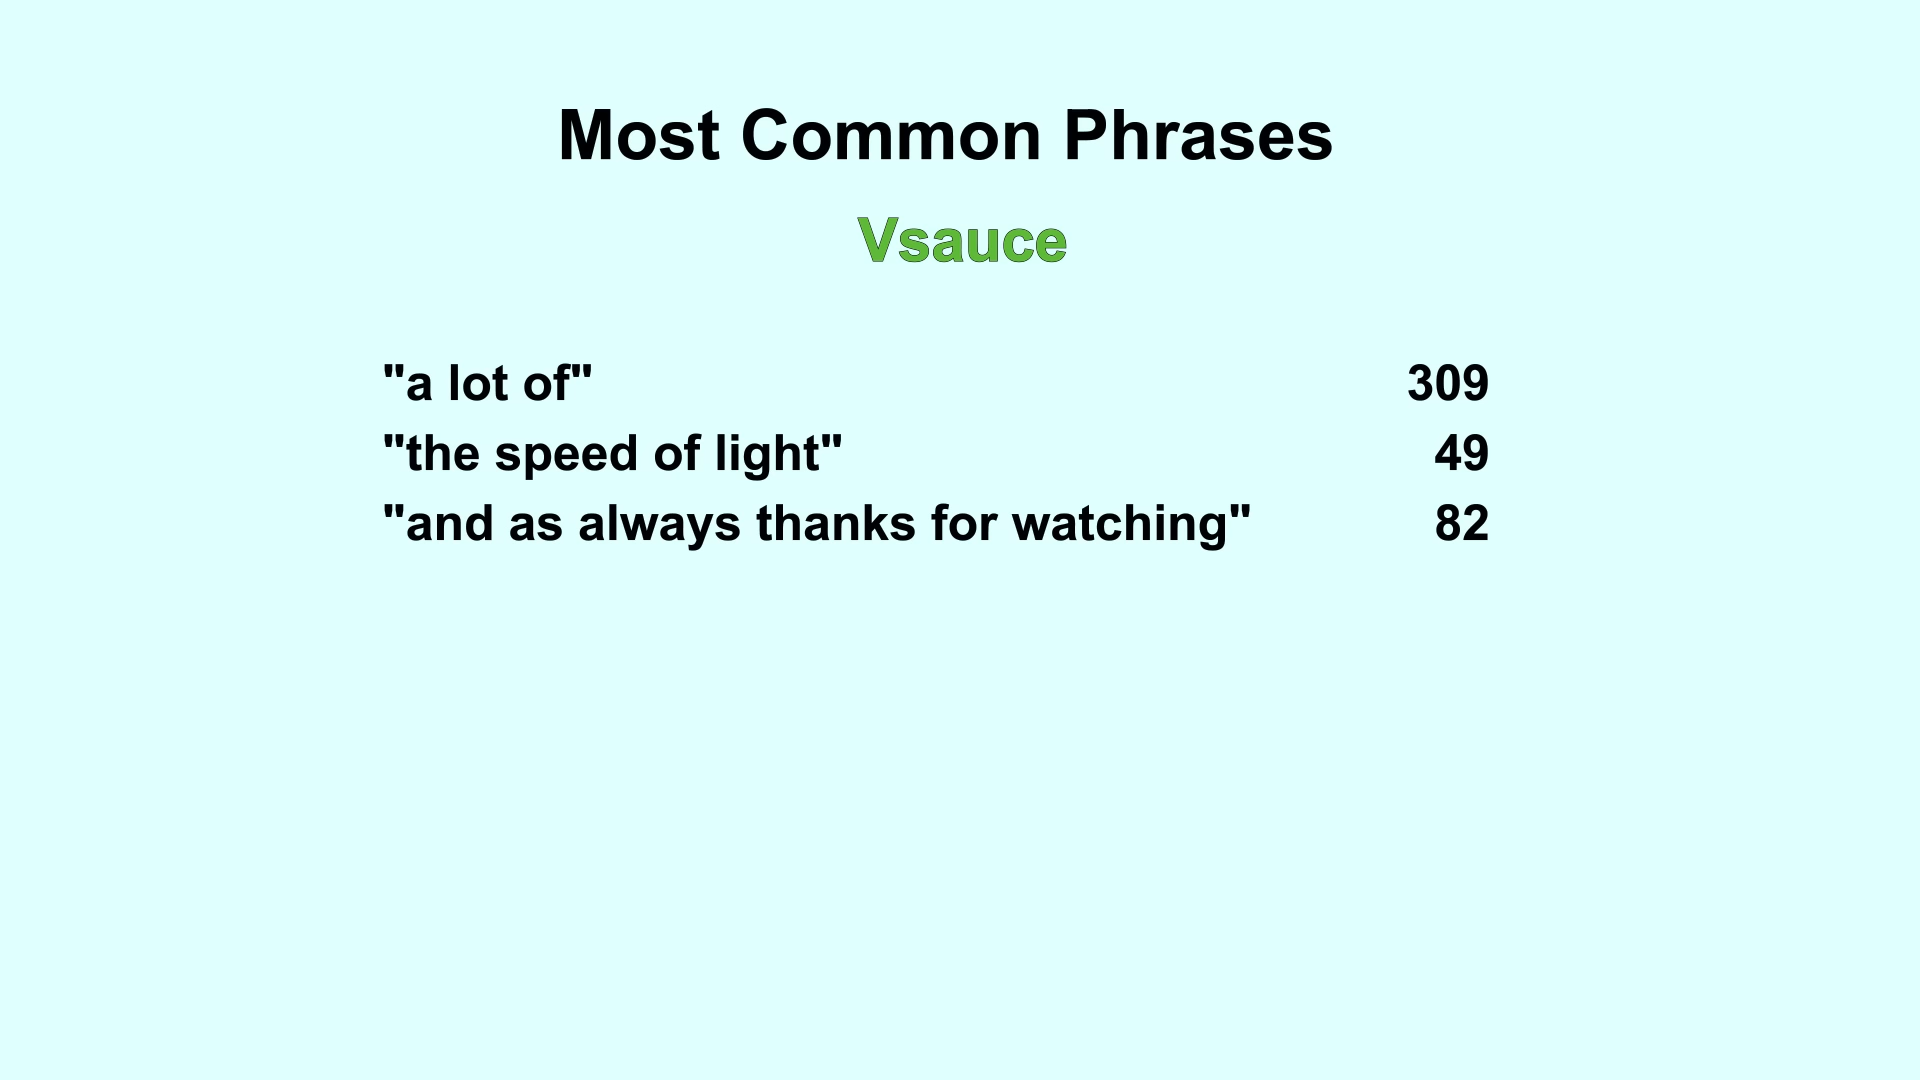 Most Common Phrases
Vsauce
"a lot of" 309
"the speed of light" 49
"and as always thanks for watching" 82